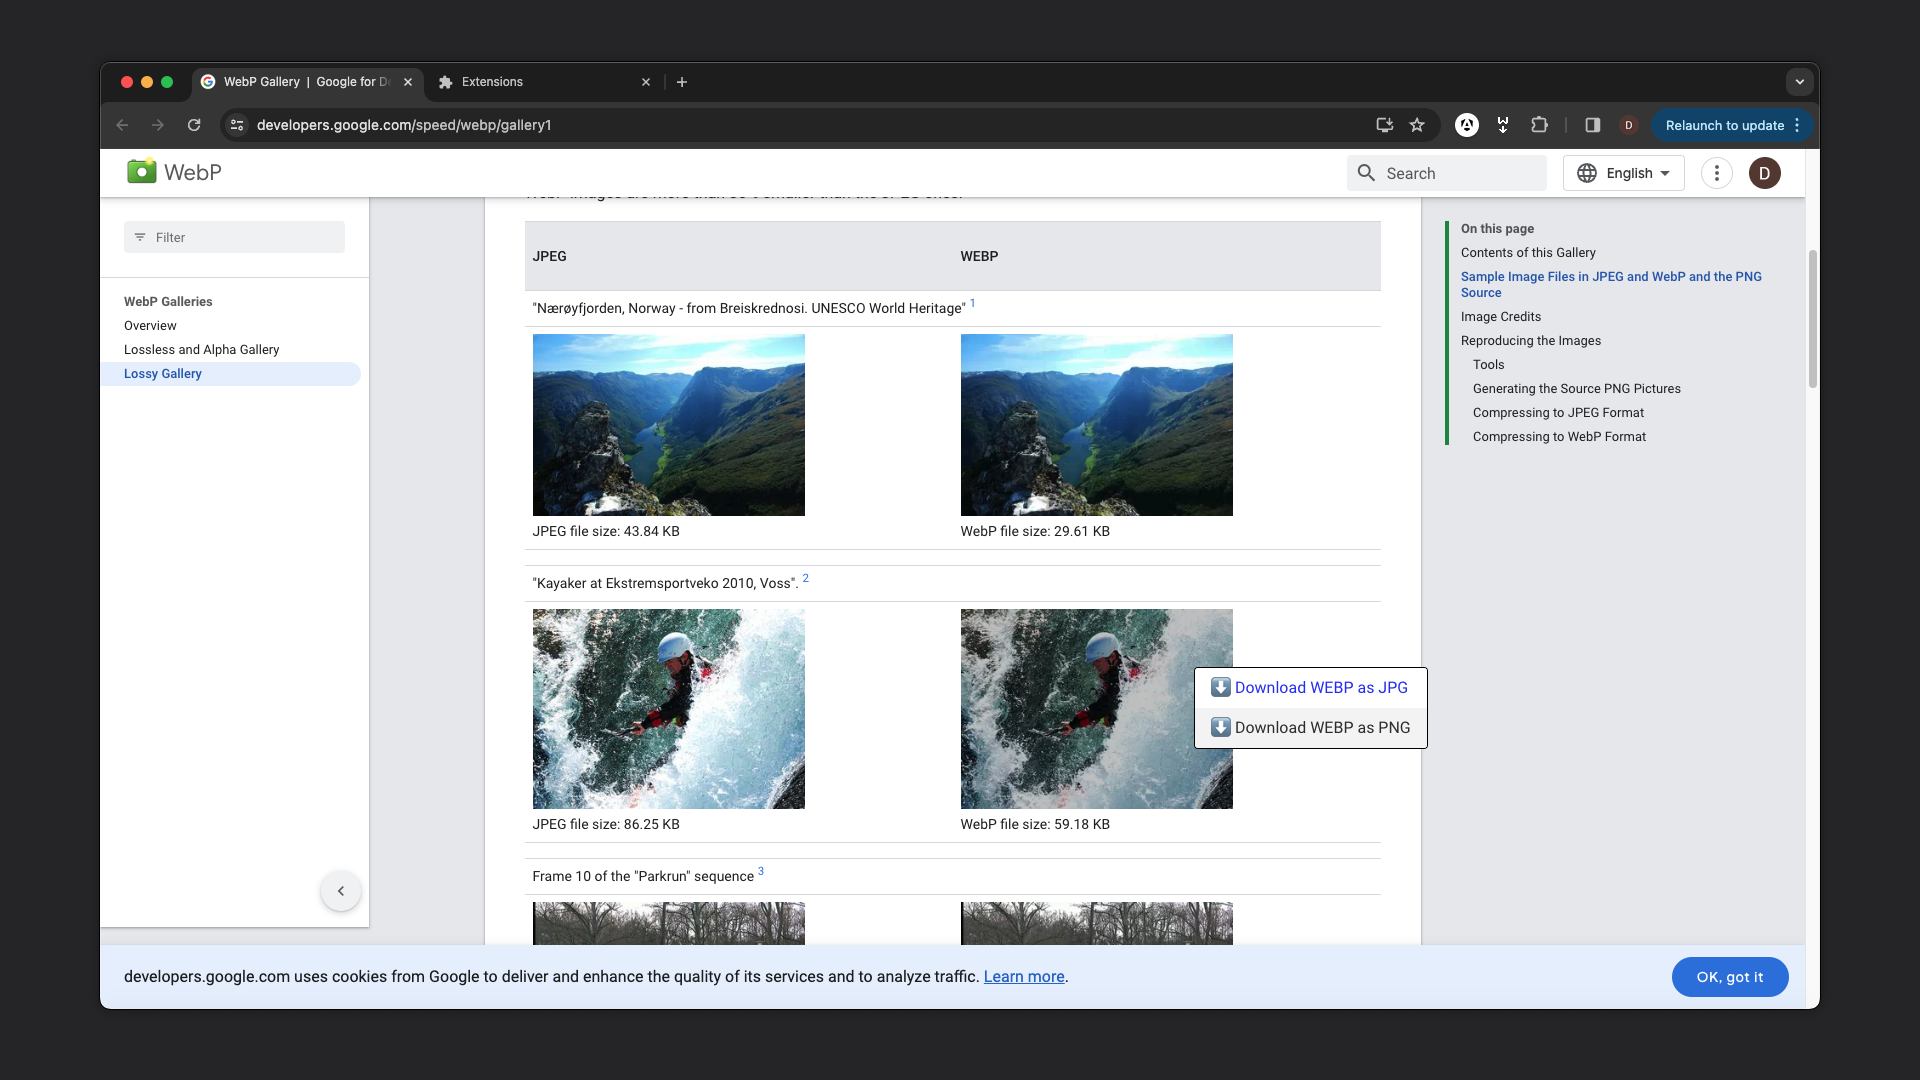 WebP Gallery | Google for D
Extensions
developers.google.com/speed/webp/gallery1
D
Relaunch to update
WebP
Search
English
D
Filter
WebP Galleries
Overview
Lossless and Alpha Gallery
Lossy Gallery
JPEG
WEBP
"Nærøyfjorden, Norway - from Breiskrednosi. UNESCO World Heritage" 1
JPEG file size: 43.84 KB
WebP file size: 29.61 KB
"Kayaker at Ekstremsportveko 2010, Voss". 2
Download WEBP as JPG
Download WEBP as PNG
JPEG file size: 86.25 KB
WebP file size: 59.18 KB
Frame 10 of the "Parkrun" sequence 3
On this page
Contents of this Gallery
Sample Image Files in JPEG and WebP and the PNG
Source
Image Credits
Reproducing the Images
Tools
Generating the Source PNG Pictures
Compressing to JPEG Format
Compressing to WebP Format
developers.google.com uses cookies from Google to deliver and enhance the quality of its services and to analyze traffic. Learn more.
OK, got it